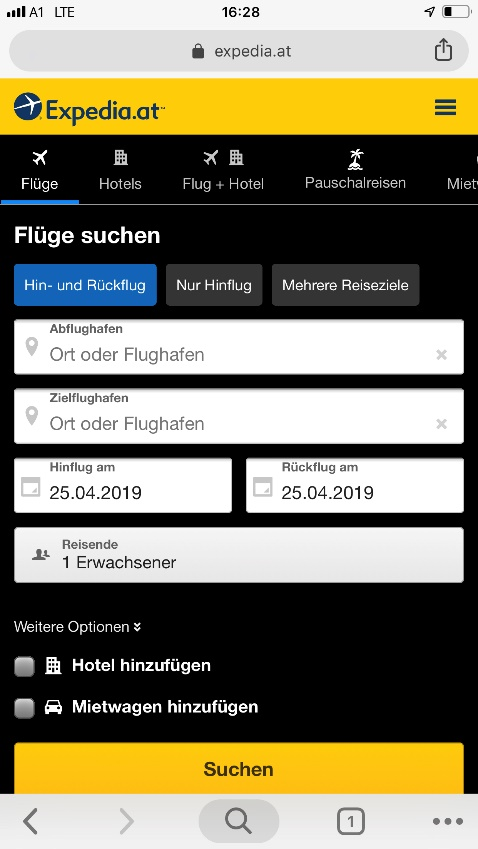 A1 LTE 16:28
expedia.at
Expedia.at™
Flüge Hotels Flug + Hotel Pauschalreisen
Flüge suchen
Hin- und Rückflug Nur Hinflug Mehrere Reiseziele
Abflughafen
Ort oder Flughafen
Zielflughafen
Ort oder Flughafen
Hinflug am Rückflug am
25.04.2019 25.04.2019
Reisende
1 Erwachsener
Weitere Optionen
Hotel hinzufügen
Mietwagen hinzufügen
Suchen
1